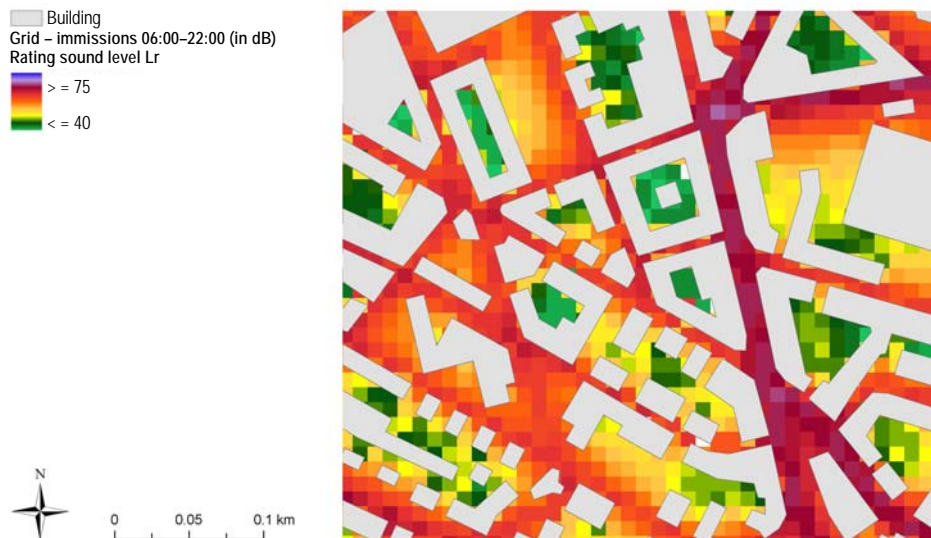 Building
Grid – immissions 06:00–22:00 (in dB)
Rating sound level Lr
> = 75
< = 40
N
0 0.05 0.1 km